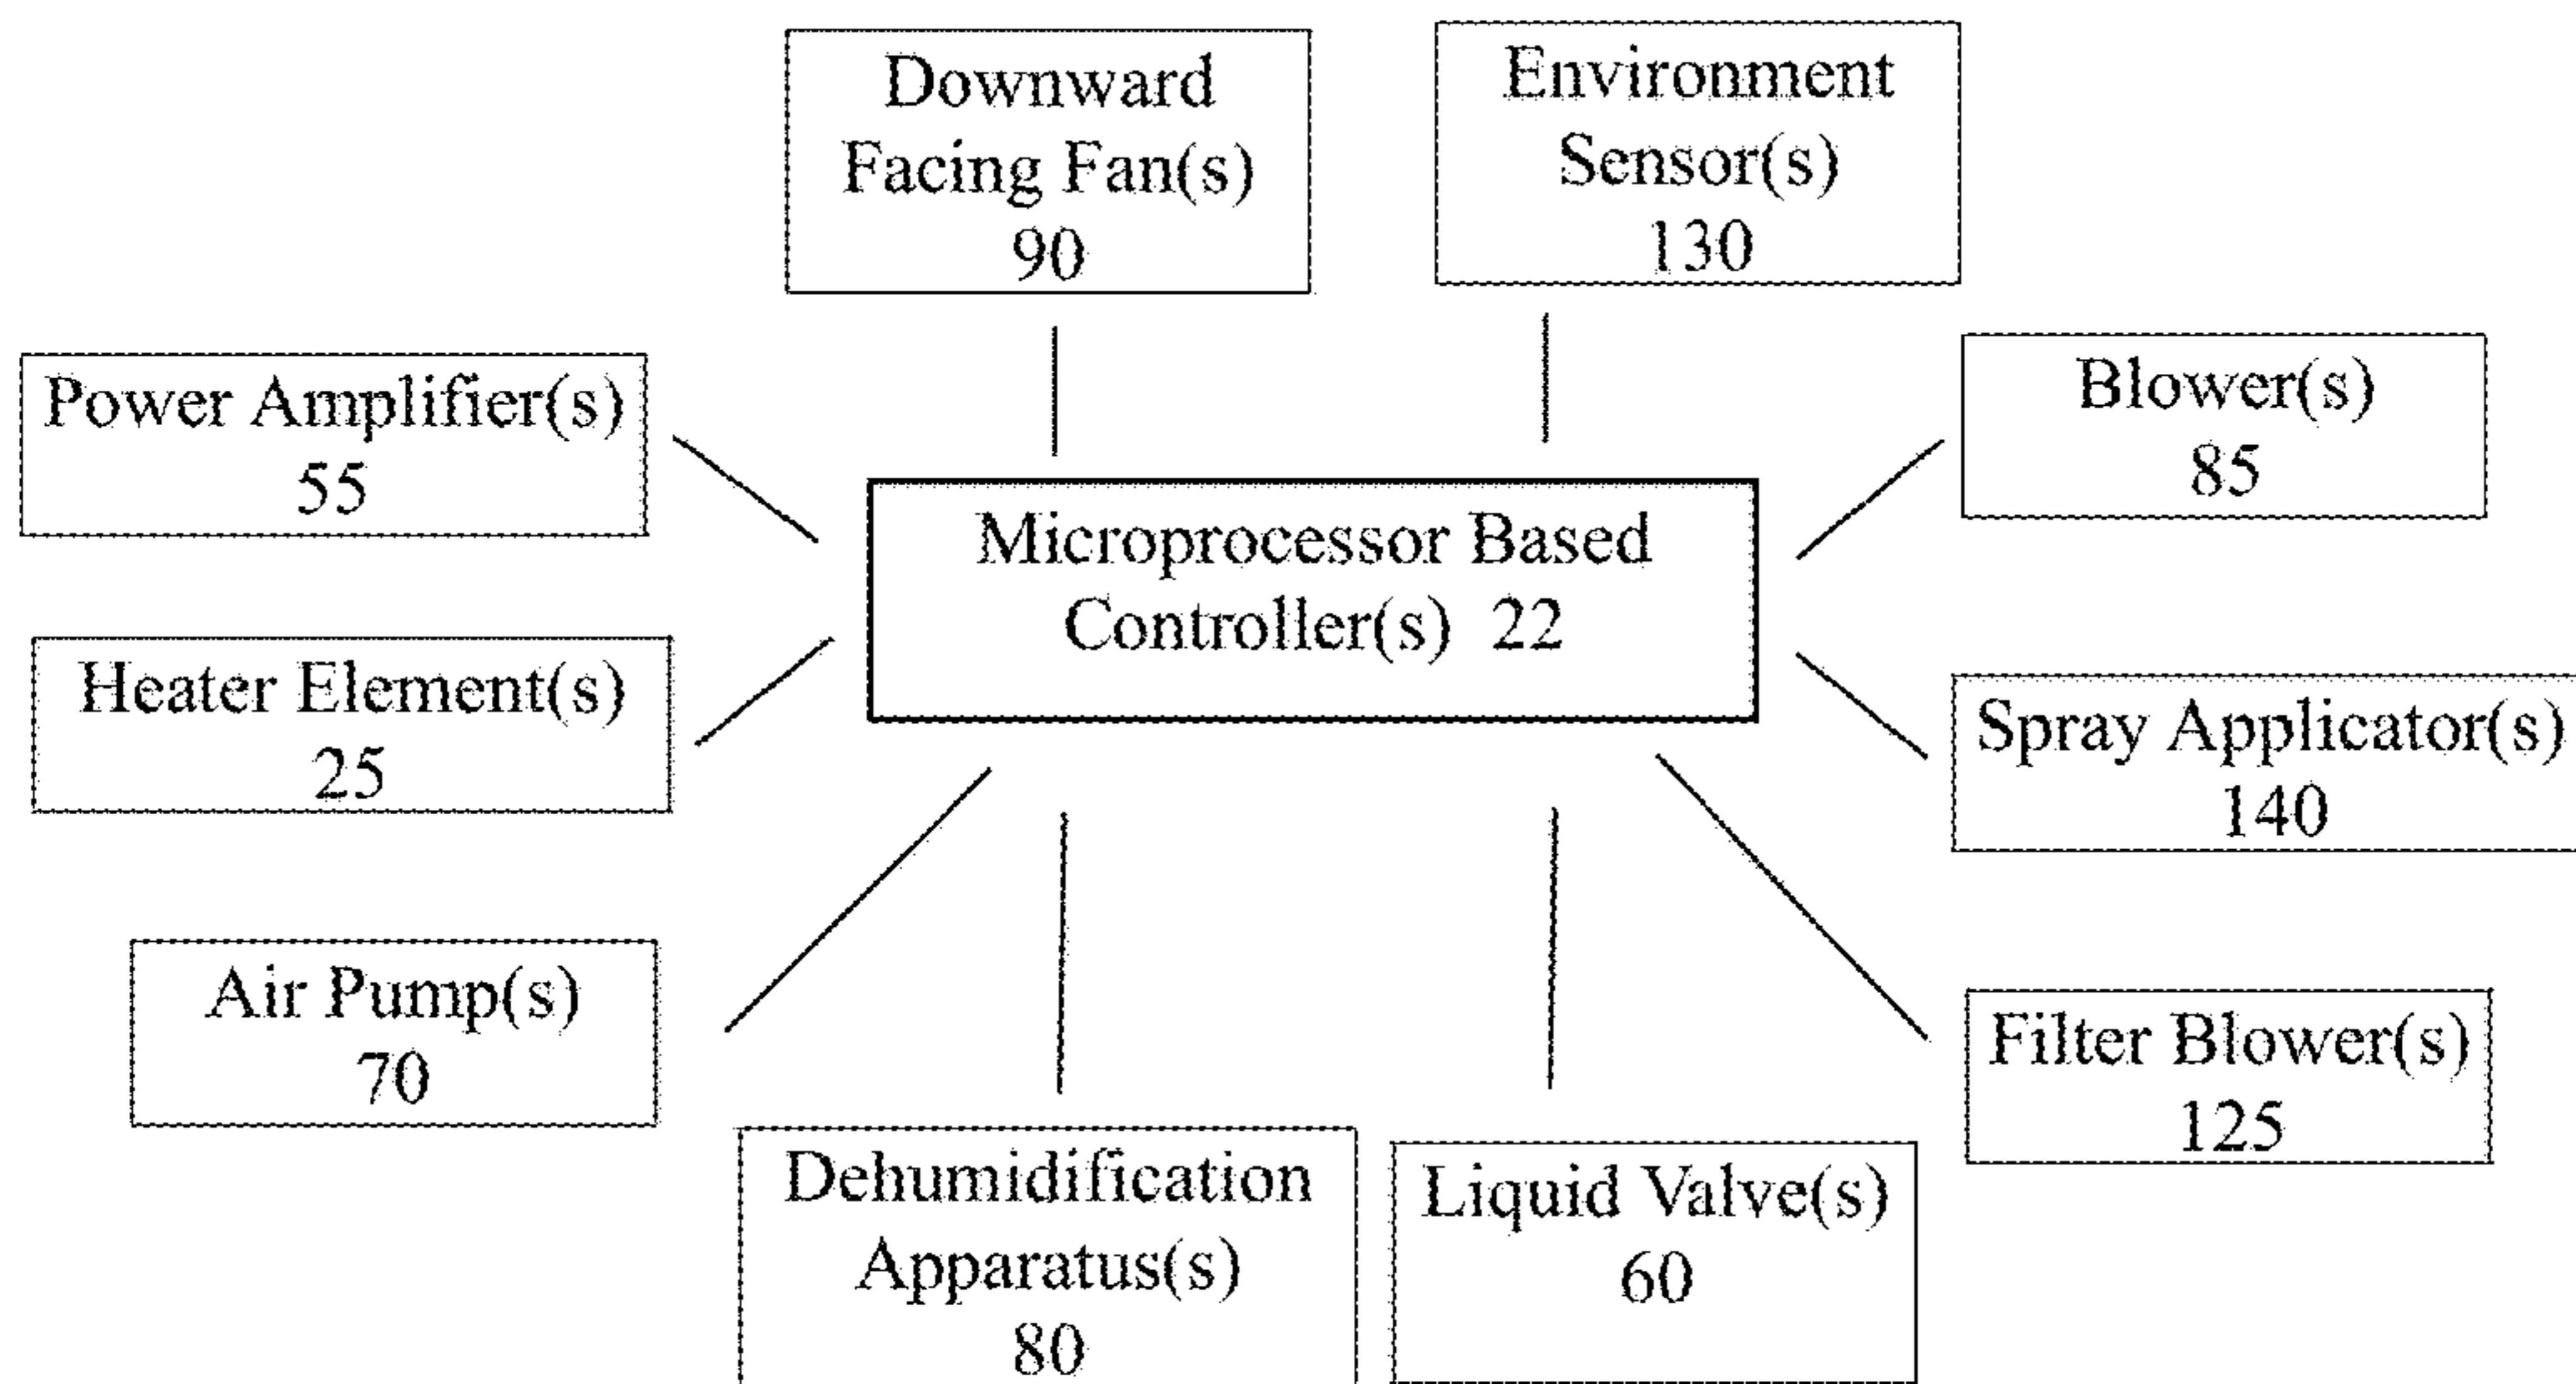 Downward
Facing Fan(s)
90
Environment
Sensor(s)
130
Power Amplifier(s)
55
Blower(s)
85
Microprocessor Based
Controller(s) 22
Heater Element(s)
25
Spray Applicator(s)
140
Air Pump(s)
70
Filter Blower(s)
125
Dehumidification
Apparatus(s)
80
Liquid Valve(s)
60